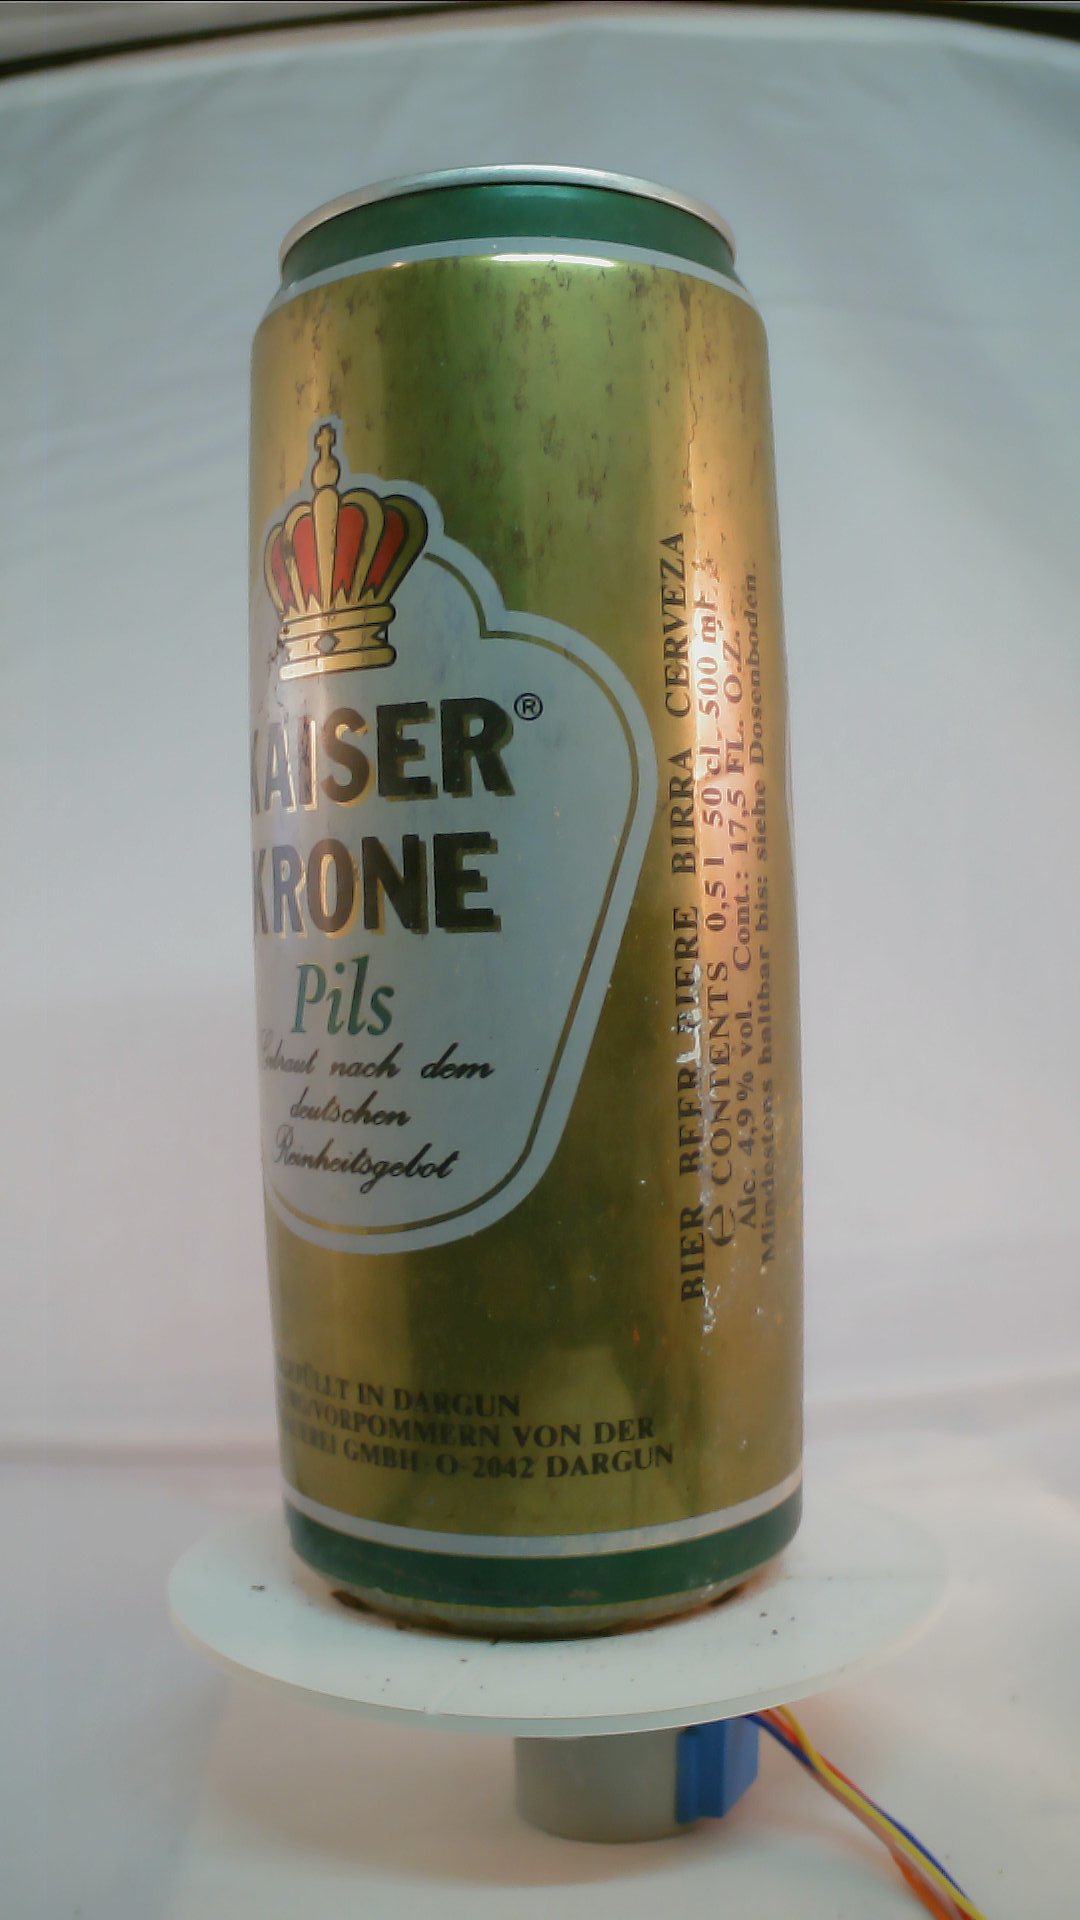 KAISER®
KRONE
Pils
Gebraut nach dem
deutschen
Reinheitsgebot
IN DARGUN
VORPOMMERN VON DER
GMBH · O-2042 DARGUN
BIER BEER BIERE BIRRA CERVEZA
℮ CONTENTS 0,5 l 50 cl 500 ml
Alc. 4,9% vol. Cont.: 17,5 FL. O.Z.
Mindestens haltbar bis: siehe Dosenboden.